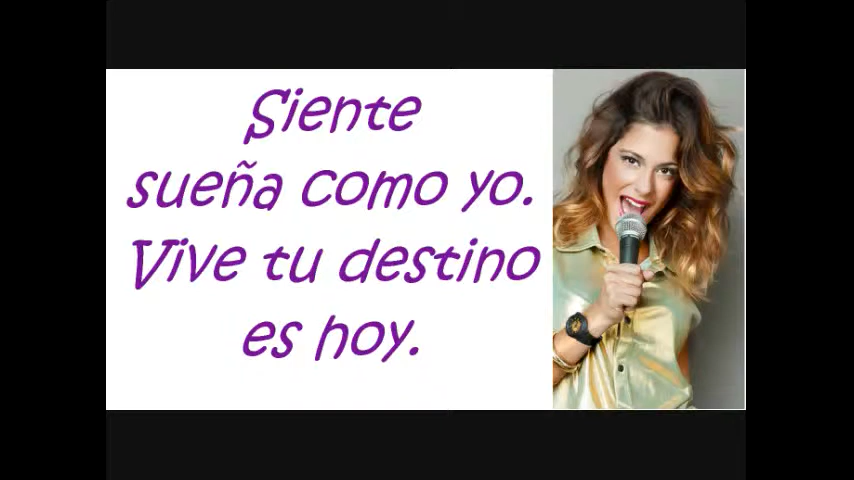 Siente
sueña como yo.
Vive tu destino
es hoy.